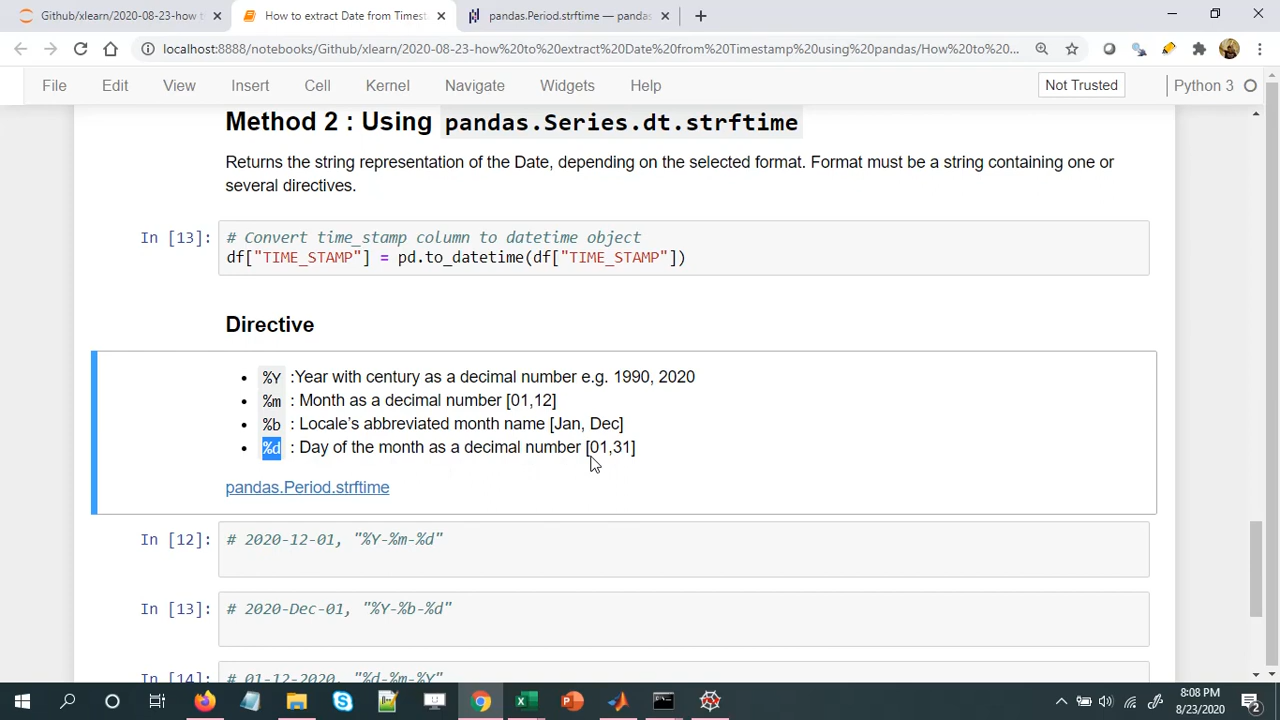 Github/xlearn/2020-08-23-how t
How to extract Date from Timest
pandas.Period.strftime — pandas
localhost:8888/notebooks/Github/xlearn/2020-08-23-how%20to%20extract%20Date%20from%20Timestamp%20using%20pandas/How%20to%20...
File Edit View Insert Cell Kernel Navigate Widgets Help
Not Trusted
Python 3
Method 2 : Using pandas.Series.dt.strftime
Returns the string representation of the Date, depending on the selected format. Format must be a string containing one or
several directives.
In [13]:
# Convert time_stamp column to datetime object
df["TIME_STAMP"] = pd.to_datetime(df["TIME_STAMP"])
Directive
• %Y :Year with century as a decimal number e.g. 1990, 2020
• %m : Month as a decimal number [01,12]
• %b : Locale’s abbreviated month name [Jan, Dec]
• %d : Day of the month as a decimal number [01,31]
pandas.Period.strftime
In [12]: # 2020-12-01, "%Y-%m-%d"
In [13]: # 2020-Dec-01, "%Y-%b-%d"
In [14]: # 01-12-2020, "%d-%m-%Y"
8:08 PM
8/23/2020
2